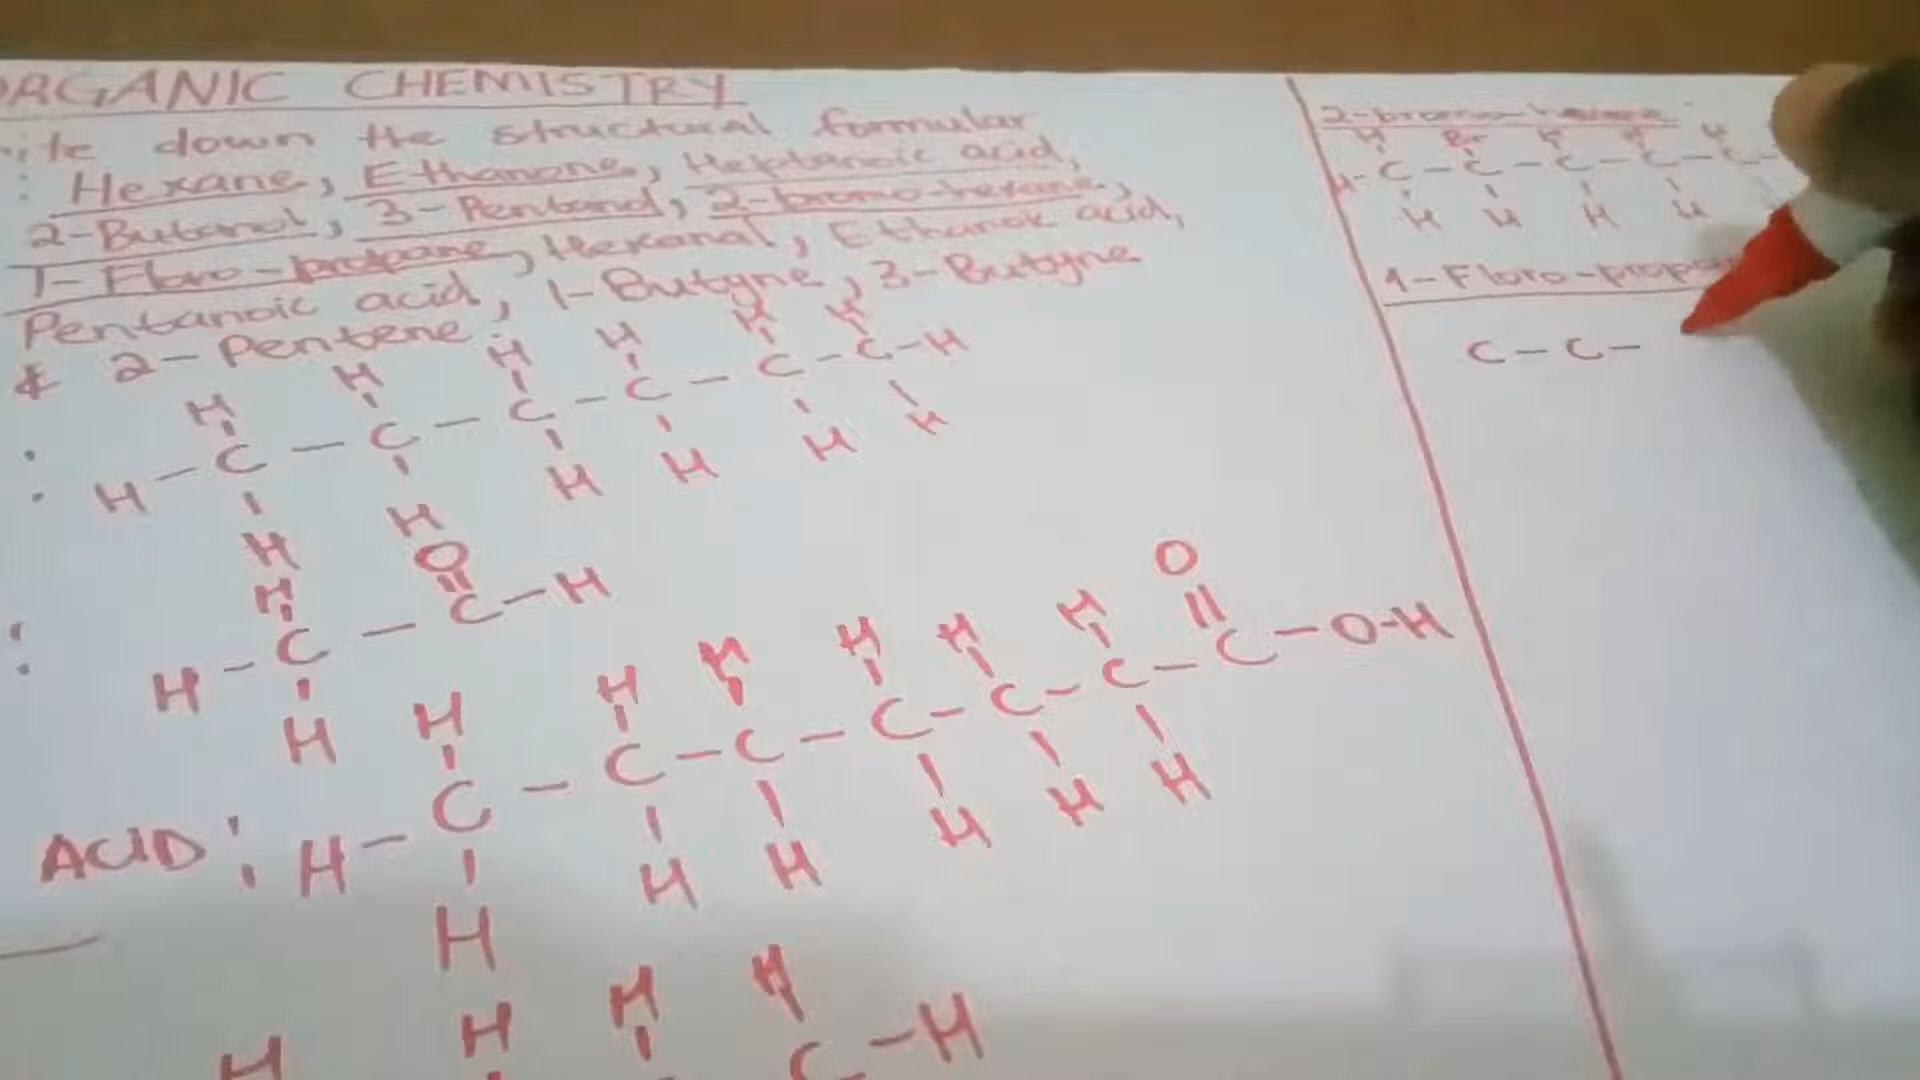 ORGANIC CHEMISTRY
ite down the structural formular
: Hexane, Ethanone, Heptanoic acid,
2-Butanol, 3-Pentanol, 2-bromo-hexane,
1-Floro-propane, Hexanal, Ethanoic acid,
Pentanoic acid, 1-Butyne, 3-Butyne
& 2-Pentene.
H H H H H H
: H-C-C-C-C-C-C-H
H H H H H H
H O
: H-C-C-H
H
H H H H H H O
ACID: H-C-C-C-C-C-C-C-O-H
H H H H H H
H H H H
C-H
2-bromo-hexane
H Br H H H
H-C-C-C-C-C-
H H H H
1-Floro-propa
C-C-